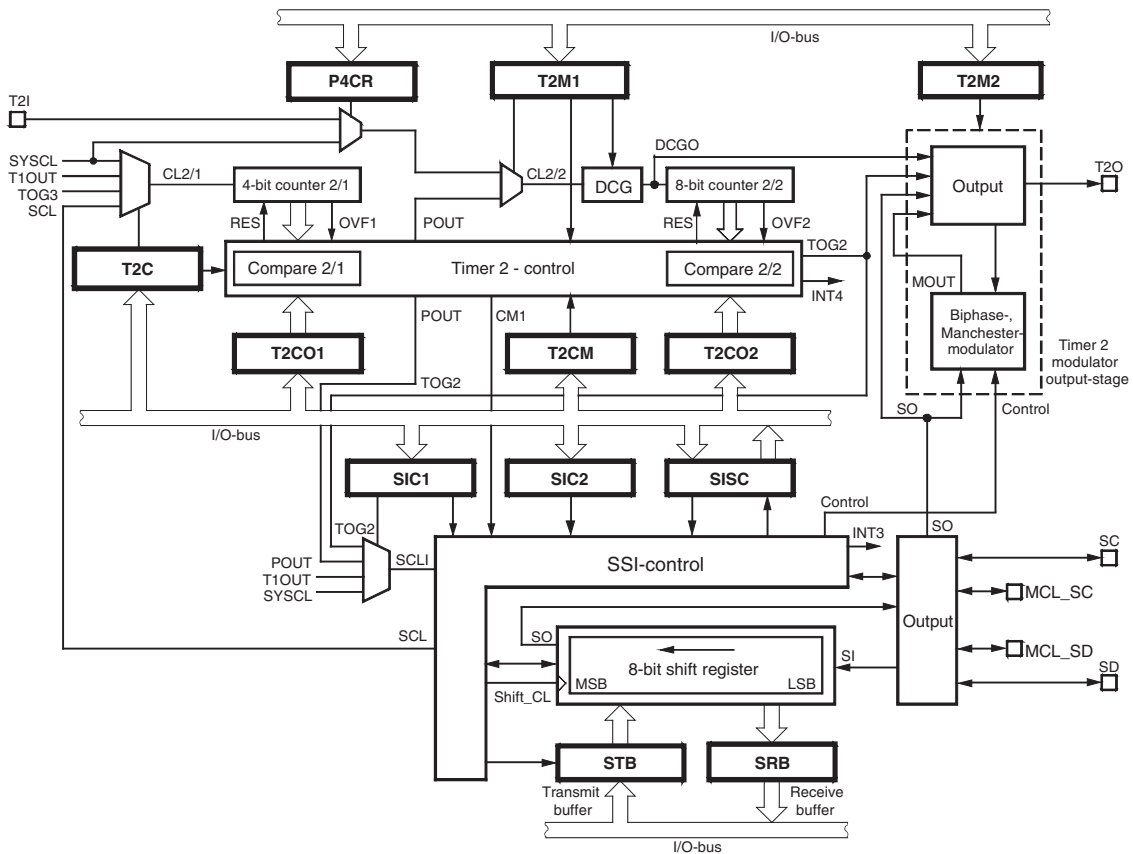 I/O-bus
P4CR
T2M1
T2M2
T2I
DCGO
SYSCL
T1OUT
TOG3
SCL
CL2/1
4-bit counter 2/1
CL2/2
DCG
8-bit counter 2/2
Output
T2O
RES
OVF1
POUT
RES
OVF2
TOG2
T2C
Compare 2/1
Timer 2 - control
Compare 2/2
INT4
MOUT
POUT
CM1
Biphase-,
Manchester-
modulator
T2CO1
T2CM
T2CO2
Timer 2
modulator
output-stage
TOG2
SO
Control
I/O-bus
SIC1
SIC2
SISC
Control
TOG2
SO
INT3
SC
POUT
T1OUT
SYSCL
SCLI
SSI-control
MCL_SC
Output
SCL
SO
8-bit shift register
MSB
LSB
SI
MCL_SD
SD
Shift_CL
STB
SRB
Transmit
buffer
Receive
buffer
I/O-bus